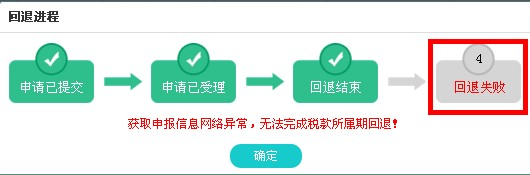 回退进程
4
申请已提交 申请已受理 回退结束 回退失败
获取申报信息网络异常，无法完成税款所属期回退！
确定